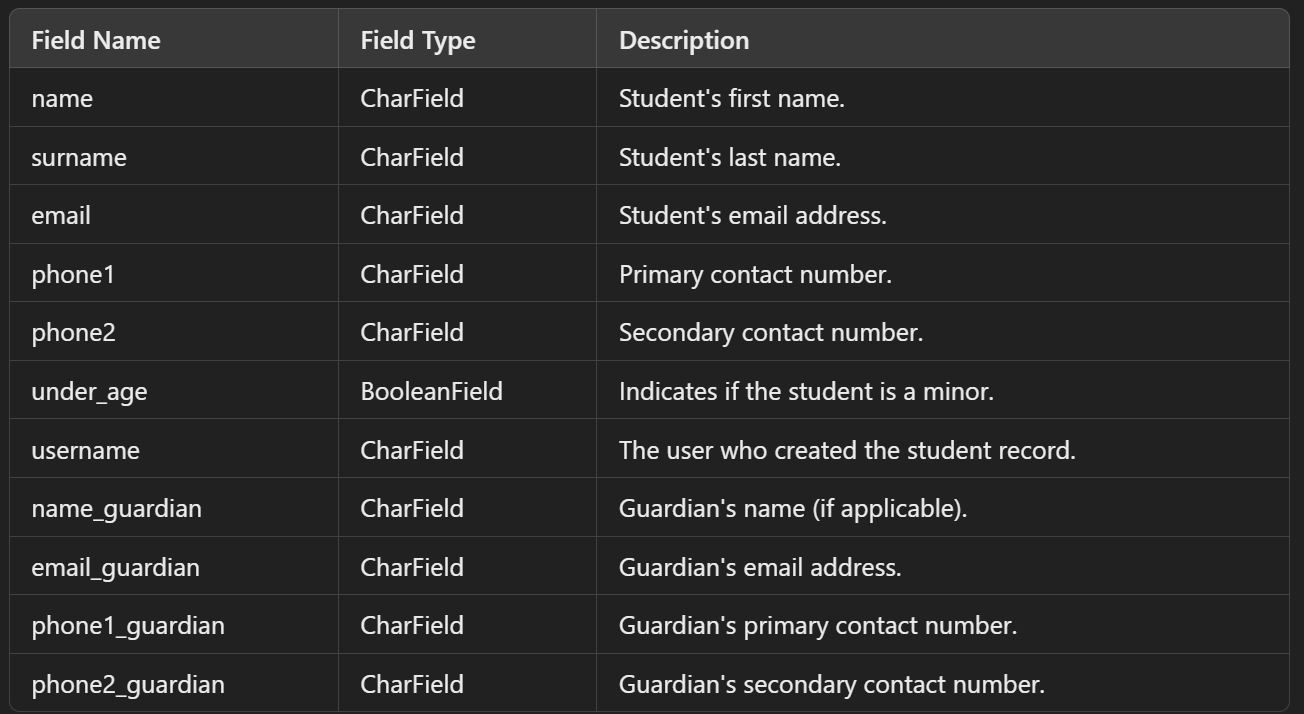 Field Name Field Type Description
name CharField Student's first name.
surname CharField Student's last name.
email CharField Student's email address.
phone1 CharField Primary contact number.
phone2 CharField Secondary contact number.
under_age BooleanField Indicates if the student is a minor.
username CharField The user who created the student record.
name_guardian CharField Guardian's name (if applicable).
email_guardian CharField Guardian's email address.
phone1_guardian CharField Guardian's primary contact number.
phone2_guardian CharField Guardian's secondary contact number.